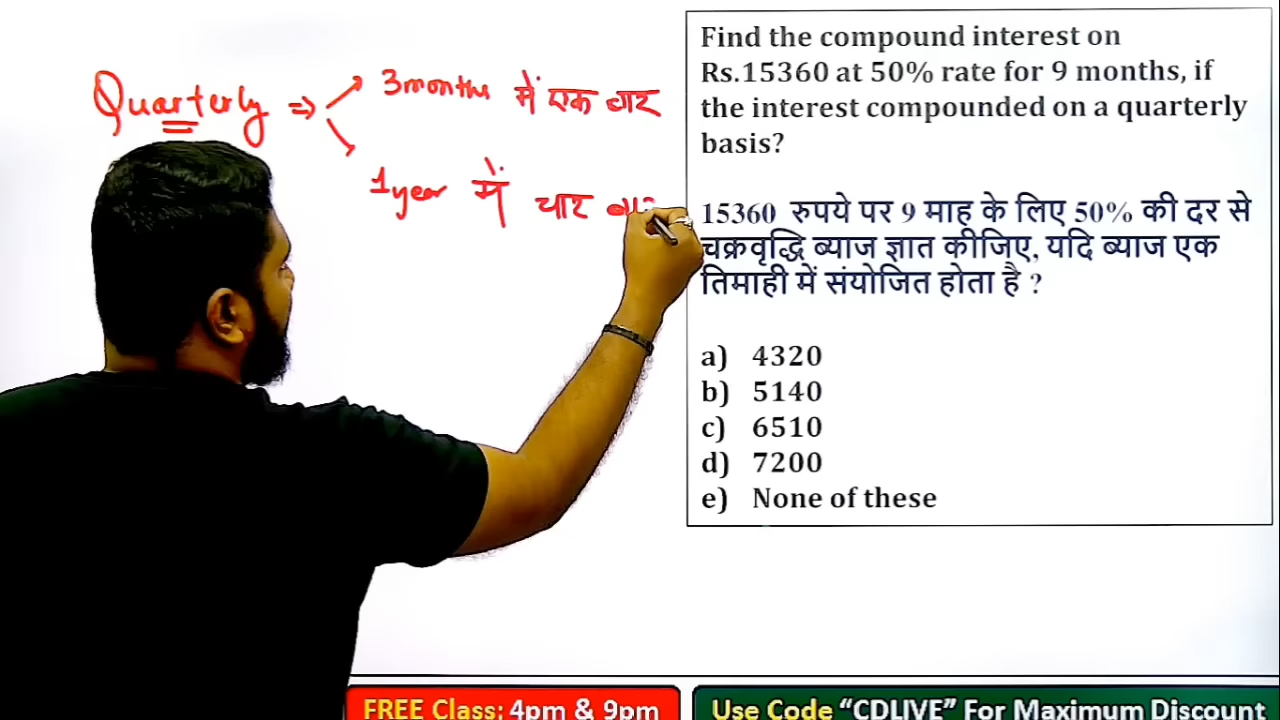 Quarterly ⇒ 3months में एक बार
1year में चार
Find the compound interest on
Rs.15360 at 50% rate for 9 months, if
the interest compounded on a quarterly
basis?
15360 रुपये पर 9 माह के लिए 50% की दर से
चक्रवृद्धि ब्याज ज्ञात कीजिए, यदि ब्याज एक
तिमाही में संयोजित होता है ?
a) 4320
b) 5140
c) 6510
d) 7200
e) None of these
FREE Class: 4pm & 9pm
Use Code “CDLIVE” For Maximum Discount